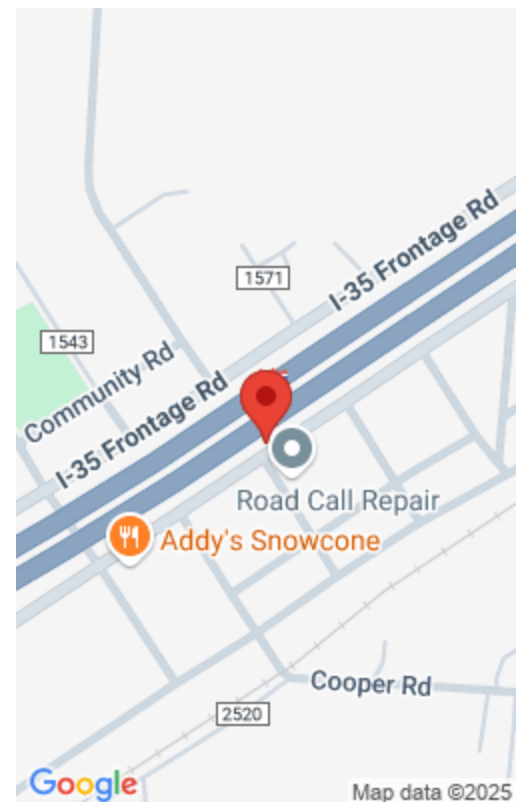 I-35 Frontage Rd
1571
1543
Community Rd
I-35 Frontage Rd
Road Call Repair
Addy's Snowcone
Cooper Rd
2520
Google
Map data ©2025